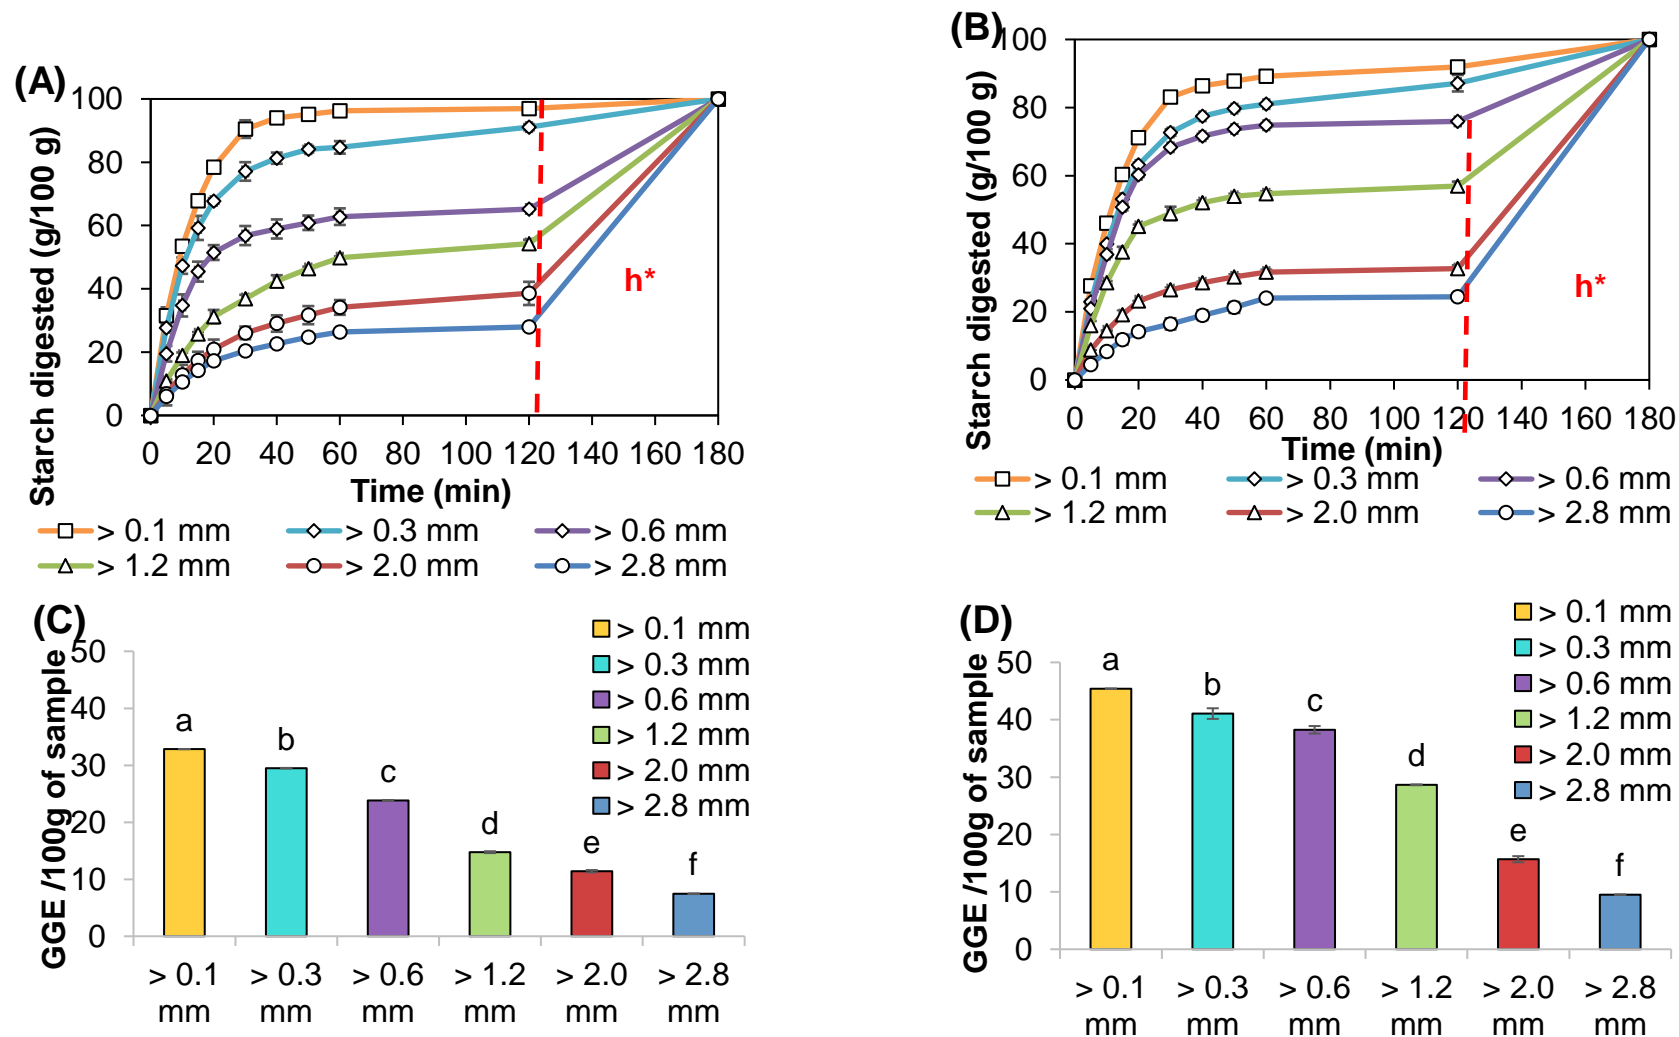 (A)
Starch digested (g/100 g)
100
80
60
40
20
0
h*
0 20 40 60 80 100 120 140 160 180
Time (min)
> 0.1 mm > 0.3 mm > 0.6 mm
> 1.2 mm > 2.0 mm > 2.8 mm
(B)
Starch digested (g/100 g)
100
80
60
40
20
0
h*
0 20 40 60 80 100 120 140 160 180
Time (min)
> 0.1 mm > 0.3 mm > 0.6 mm
> 1.2 mm > 2.0 mm > 2.8 mm
(C)
GGE /100g of sample
50
40
30
20
10
0
a b c d e f
> 0.1 mm
> 0.3 mm
> 0.6 mm
> 1.2 mm
> 2.0 mm
> 2.8 mm
> 0.1 > 0.3 > 0.6 > 1.2 > 2.0 > 2.8
mm mm mm mm mm mm
(D)
GGE /100g of sample
50
40
30
20
10
0
a b c d e f
> 0.1 mm
> 0.3 mm
> 0.6 mm
> 1.2 mm
> 2.0 mm
> 2.8 mm
> 0.1 > 0.3 > 0.6 > 1.2 > 2.0 > 2.8
mm mm mm mm mm mm